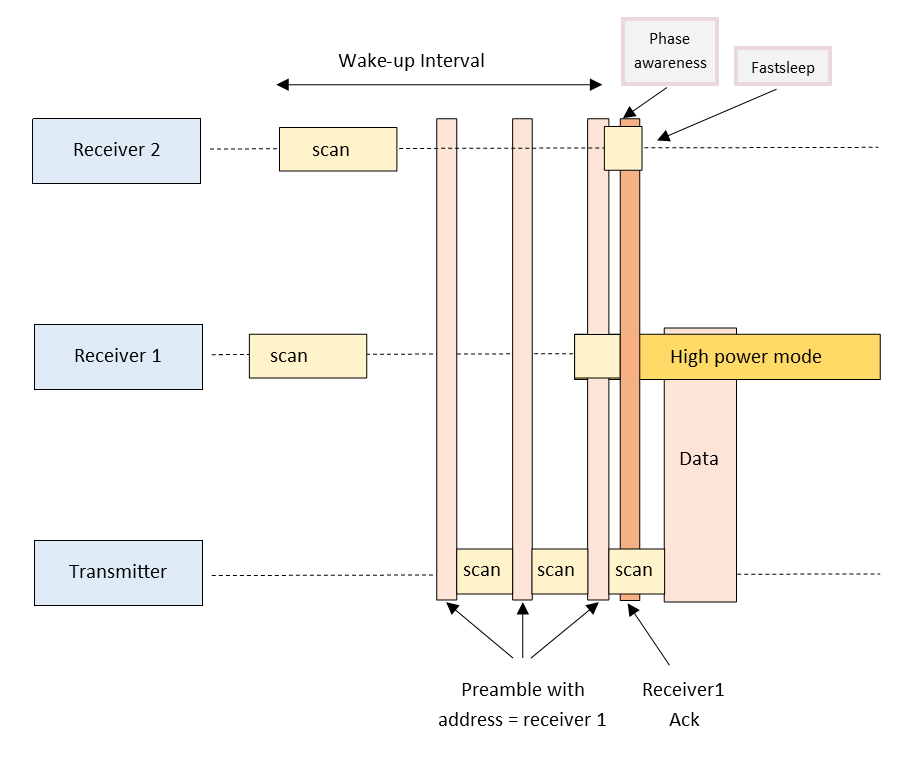 Phase
awareness
Wake-up Interval
Fastsleep
Receiver 2
scan
Receiver 1
scan
High power mode
Data
Transmitter
scan
scan
scan
Preamble with
address = receiver 1
Receiver1
Ack